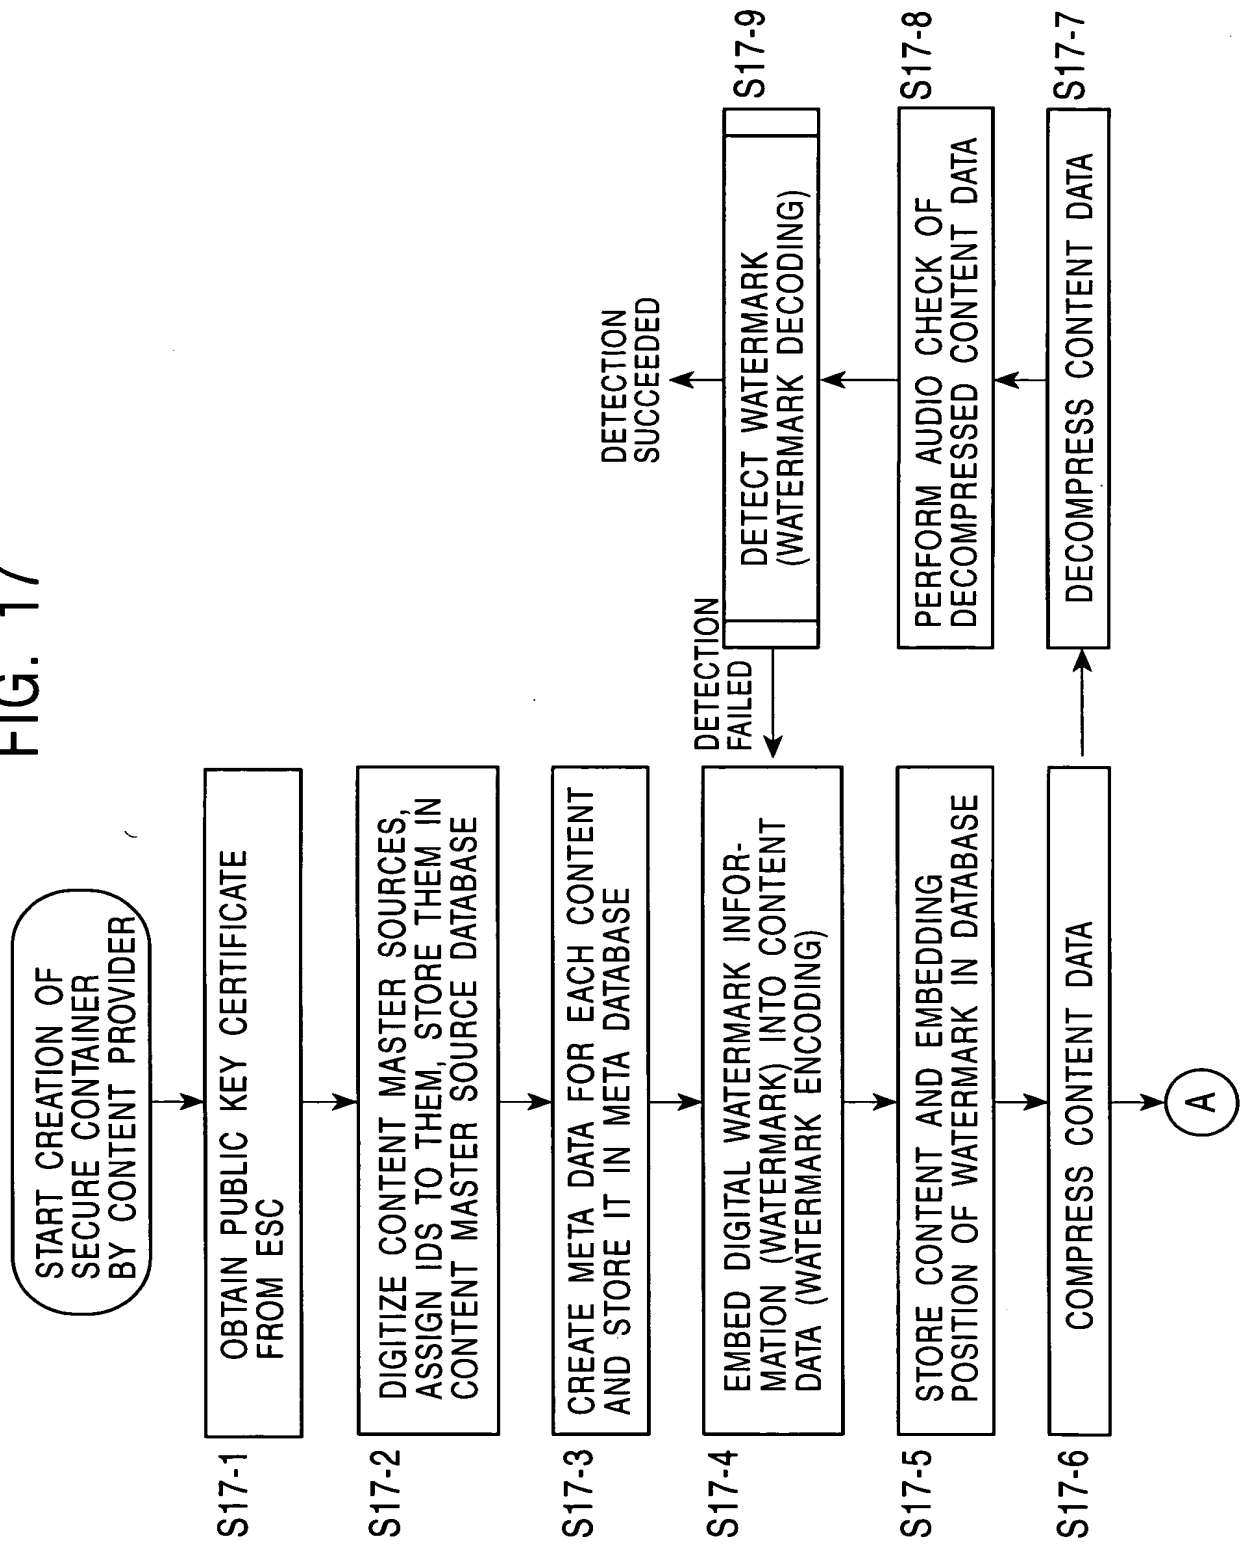 FIG. 17
START CREATION OF
SECURE CONTAINER
BY CONTENT PROVIDER
S17-1
OBTAIN PUBLIC KEY CERTIFICATE
FROM ESC
S17-2
DIGITIZE CONTENT MASTER SOURCES,
ASSIGN IDS TO THEM, STORE THEM IN
CONTENT MASTER SOURCE DATABASE
S17-3
CREATE META DATA FOR EACH CONTENT
AND STORE IT IN META DATABASE
S17-4
EMBED DIGITAL WATERMARK INFOR-
MATION (WATERMARK) INTO CONTENT
DATA (WATERMARK ENCODING)
S17-5
STORE CONTENT AND EMBEDDING
POSITION OF WATERMARK IN DATABASE
S17-6
COMPRESS CONTENT DATA
A
DETECTION
SUCCEEDED
DETECTION
FAILED
DETECT WATERMARK
(WATERMARK DECODING)
S17-9
PERFORM AUDIO CHECK OF
DECOMPRESSED CONTENT DATA
S17-8
DECOMPRESS CONTENT DATA
S17-7